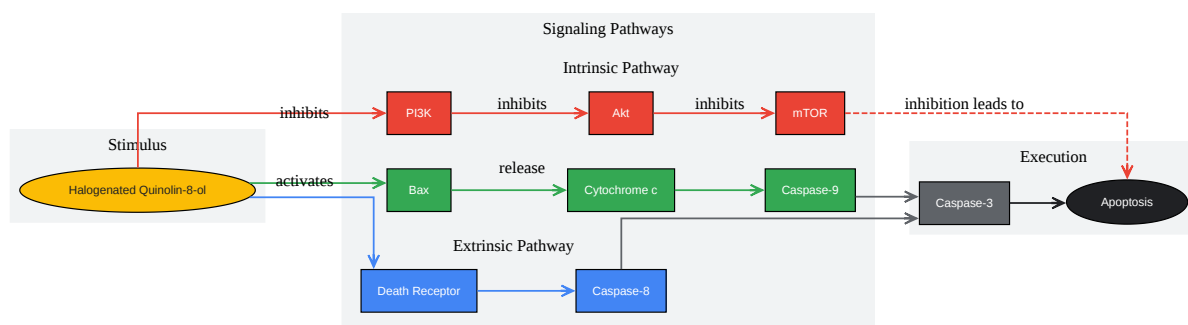 Signaling Pathways
Intrinsic Pathway
inhibits
PI3K
inhibits
Akt
inhibits
mTOR
inhibition leads to
Stimulus
Halogenated Quinolin-8-ol
activates
Bax
release
Cytochrome c
Caspase-9
Execution
Caspase-3
Apoptosis
Extrinsic Pathway
Death Receptor
Caspase-8